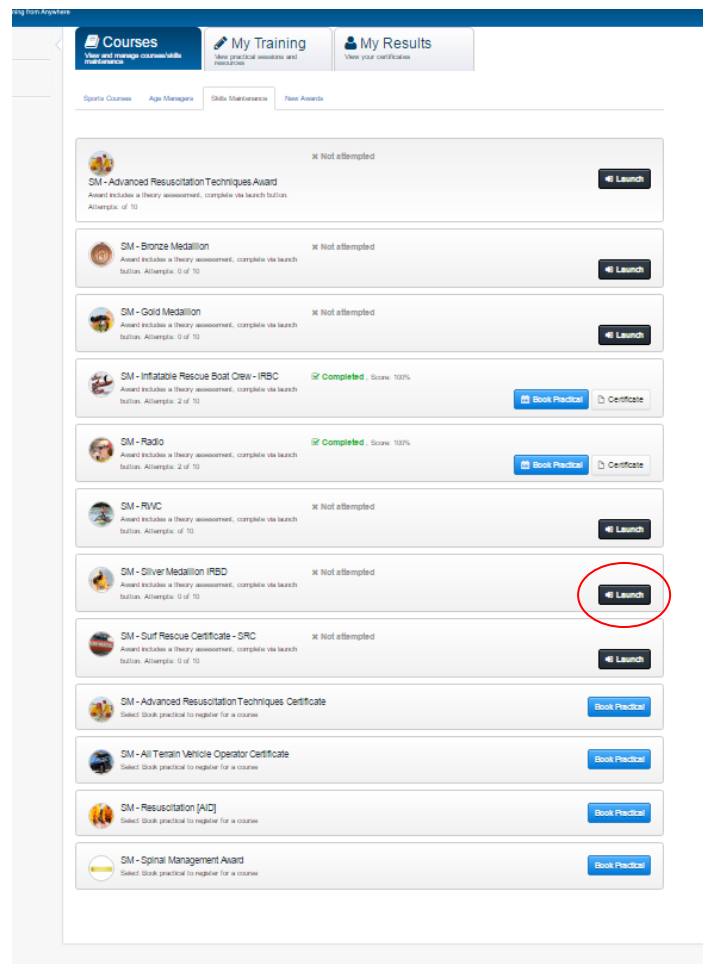 ning from Anywhere
Courses
View and manage courses/skills
maintenance
My Training
View practical sessions and
resources
My Results
View your certificates
Sports Courses Age Managers Skills Maintenance New Awards
Not attempted
SM - Advanced Resuscitation Techniques Award
Award includes a theory assessment, complete via launch button.
Attempts: of 10
Launch
SM - Bronze Medallion
Not attempted
Award includes a theory assessment, complete via launch
button. Attempts: 0 of 10
Launch
SM - Gold Medallion
Not attempted
Award includes a theory assessment, complete via launch
button. Attempts: 0 of 10
Launch
SM - Inflatable Rescue Boat Crew - IRBC
Completed , Score: 100%
Award includes a theory assessment, complete via launch
button. Attempts: 2 of 10
Book Practical Certificate
SM - Radio
Completed , Score: 100%
Award includes a theory assessment, complete via launch
button. Attempts: 2 of 10
Book Practical Certificate
SM - RWC
Not attempted
Award includes a theory assessment, complete via launch
button. Attempts: of 10
Launch
SM - Silver Medallion IRBD
Not attempted
Award includes a theory assessment, complete via launch
button. Attempts: 0 of 10
Launch
SM - Surf Rescue Certificate - SRC
Not attempted
Award includes a theory assessment, complete via launch
button. Attempts: 0 of 10
Launch
SM - Advanced Resuscitation Techniques Certificate
Select Book practical to register for a course
Book Practical
SM - All Terrain Vehicle Operator Certificate
Select Book practical to register for a course
Book Practical
SM - Resuscitation [AID]
Select Book practical to register for a course
Book Practical
SM - Spinal Management Award
Select Book practical to register for a course
Book Practical